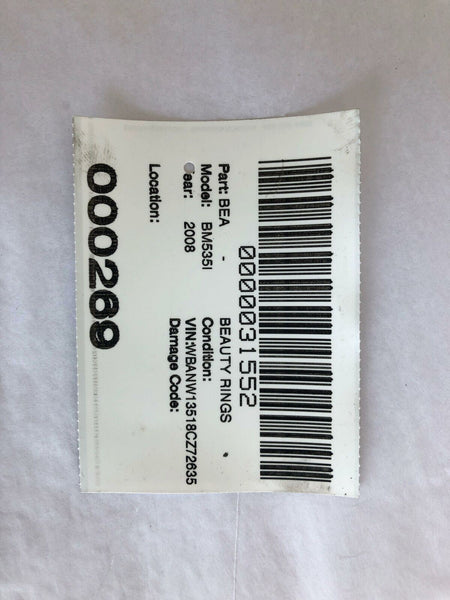 0000031552
Part: BEA - BEAUTY RINGS
Model: BM535I Condition:
ear: 2008 VIN:WBANW13518CZ72635
Damage Code:
Location:
000269